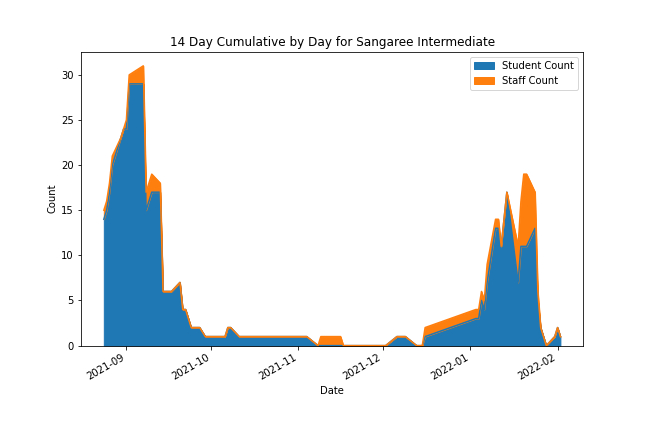 14 Day Cumulative by Day for Sangaree Intermediate
Student Count
Staff Count
30
25
20
15
10
5
0
Count
2021-09
2021-10
2021-11
2021-12
2022-01
2022-02
Date